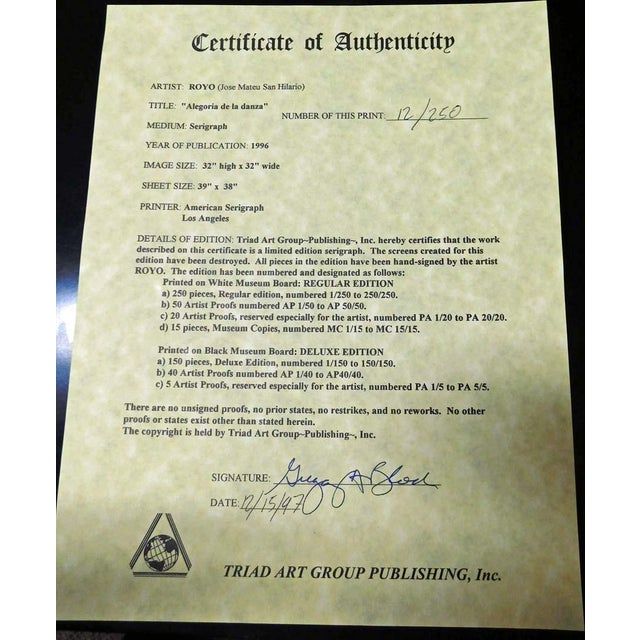 Certificate of Authenticity
ARTIST: ROYO (Jose Mateu San Hilario)
TITLE: "Alegoria de la danza"
NUMBER OF THIS PRINT: 12/250
MEDIUM: Serigraph
YEAR OF PUBLICATION: 1996
IMAGE SIZE: 32" high x 32" wide
SHEET SIZE: 39" x 38"
PRINTER: American Serigraph
Los Angeles
DETAILS OF EDITION: Triad Art Group~Publishing~, Inc. hereby certifies that the work
described on this certificate is a limited edition serigraph. The screens created for this
edition have been destroyed. All pieces in the edition have been hand-signed by the artist
ROYO. The edition has been numbered and designated as follows:
Printed on White Museum Board: REGULAR EDITION
a) 250 pieces, Regular edition, numbered 1/250 to 250/250.
b) 50 Artist Proofs numbered AP 1/50 to AP 50/50.
c) 20 Artist Proofs, reserved especially for the artist, numbered PA 1/20 to PA 20/20.
d) 15 pieces, Museum Copies, numbered MC 1/15 to MC 15/15.
Printed on Black Museum Board: DELUXE EDITION
a) 150 pieces, Deluxe Edition, numbered 1/150 to 150/150.
b) 40 Artist Proofs numbered AP 1/40 to AP40/40.
c) 5 Artist Proofs, reserved especially for the artist, numbered PA 1/5 to PA 5/5.
There are no unsigned proofs, no prior states, no restrikes, and no reworks. No other
proofs or states exist other than stated herein.
The copyright is held by Triad Art Group~Publishing~, Inc.
SIGNATURE:
DATE: 12/15/97
TRIAD ART GROUP PUBLISHING, Inc.